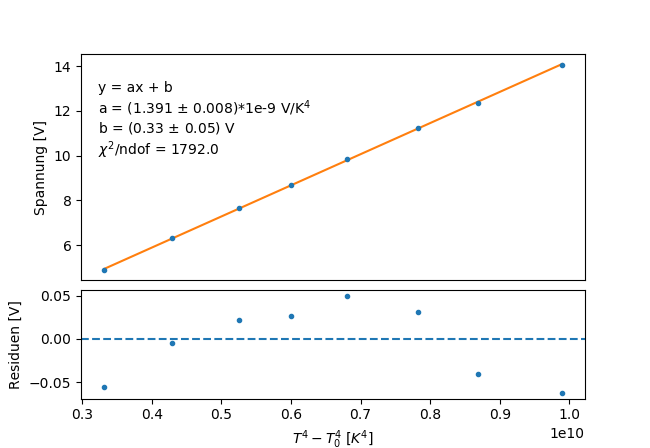 14
12
10
8
6
Spannung [V]
y = ax + b
a = (1.391 ± 0.008)*1e-9 V/K⁴
b = (0.33 ± 0.05) V
χ²/ndof = 1792.0
0.05
0.00
−0.05
Residuen [V]
0.3 0.4 0.5 0.6 0.7 0.8 0.9 1.0
1e10
T⁴ − T₀⁴ [K⁴]